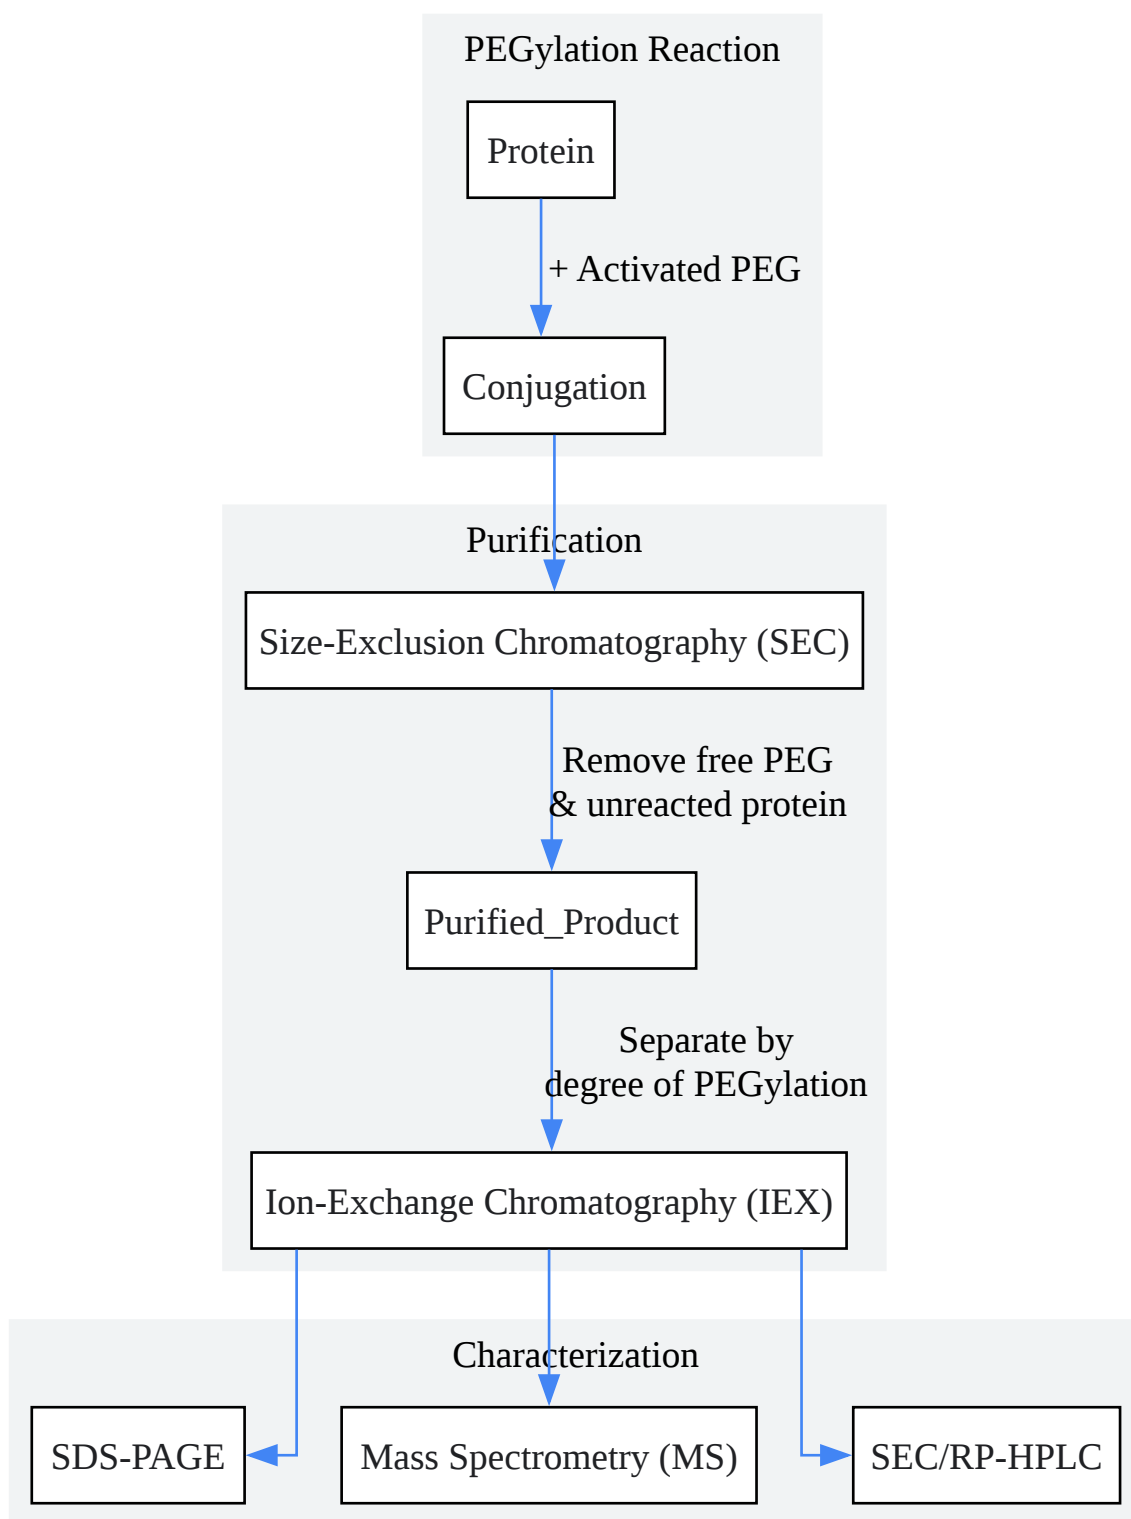 PEGylation Reaction
Protein
+ Activated PEG
Conjugation
Purification
Size-Exclusion Chromatography (SEC)
Remove free PEG
& unreacted protein
Purified_Product
Separate by
degree of PEGylation
Ion-Exchange Chromatography (IEX)
Characterization
SDS-PAGE
Mass Spectrometry (MS)
SEC/RP-HPLC